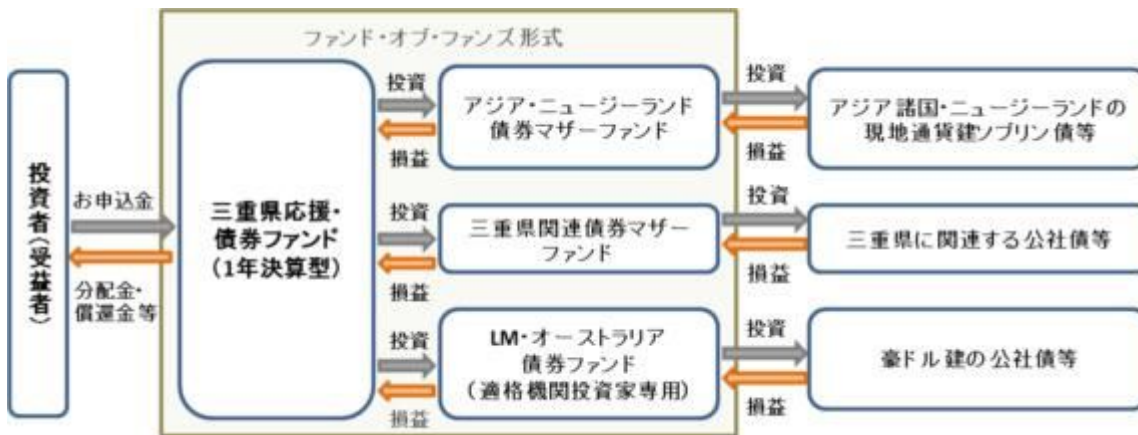 ファンド・オブ・ファンズ形式
投資者(受益者)
お申込金
分配金・
償還金等
三重県応援・
債券ファンド
(1年決算型)
投資
損益
アジア・ニュージーランド
債券マザーファンド
投資
損益
アジア諸国・ニュージーランドの
現地通貨建ソブリン債等
投資
損益
三重県関連債券マザー
ファンド
投資
損益
三重県に関連する公社債等
投資
損益
LM・オーストラリア
債券ファンド
(適格機関投資家専用)
投資
損益
豪ドル建の公社債等